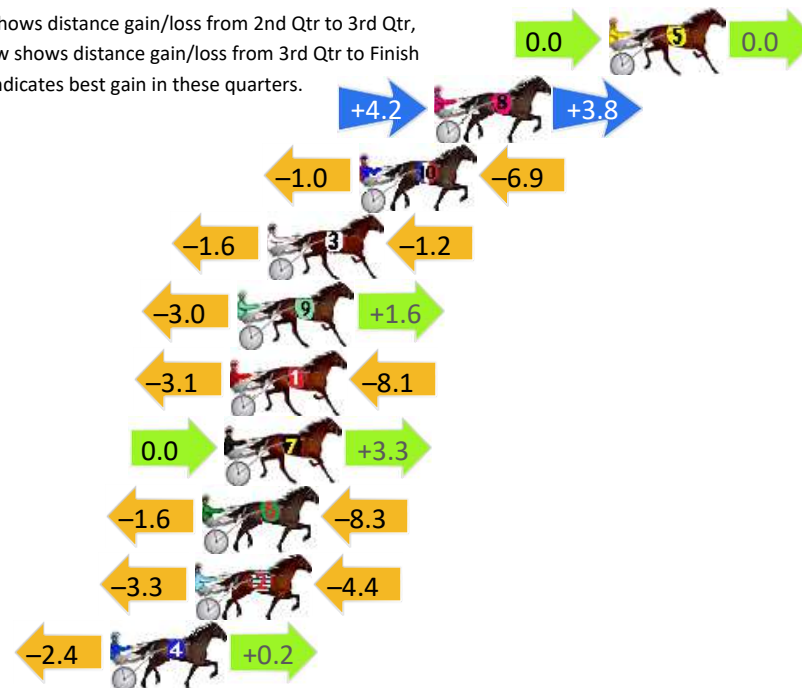 hows distance gain/loss from 2nd Qtr to 3rd Qtr,
w shows distance gain/loss from 3rd Qtr to Finish
ndicates best gain in these quarters.
0.0 5 0.0
+4.2 8 +3.8
–1.0 10 –6.9
–1.6 3 –1.2
–3.0 9 +1.6
–3.1 1 –8.1
0.0 7 +3.3
–1.6 6 –8.3
–3.3 2 –4.4
–2.4 4 +0.2